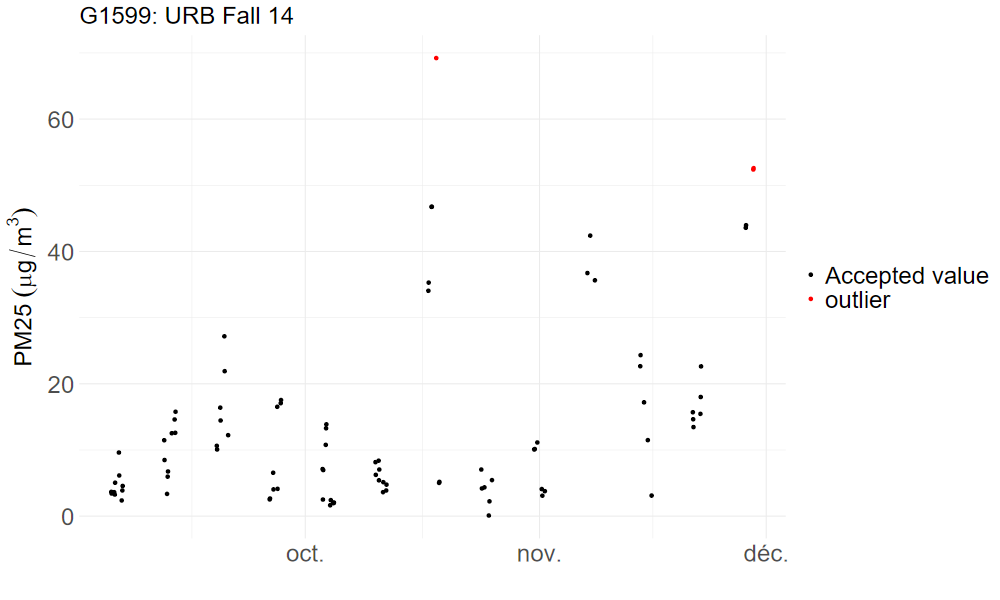 G1599: URB Fall 14
PM25 (μg/m³)
60
40
20
0
oct.
nov.
déc.
Accepted value
outlier